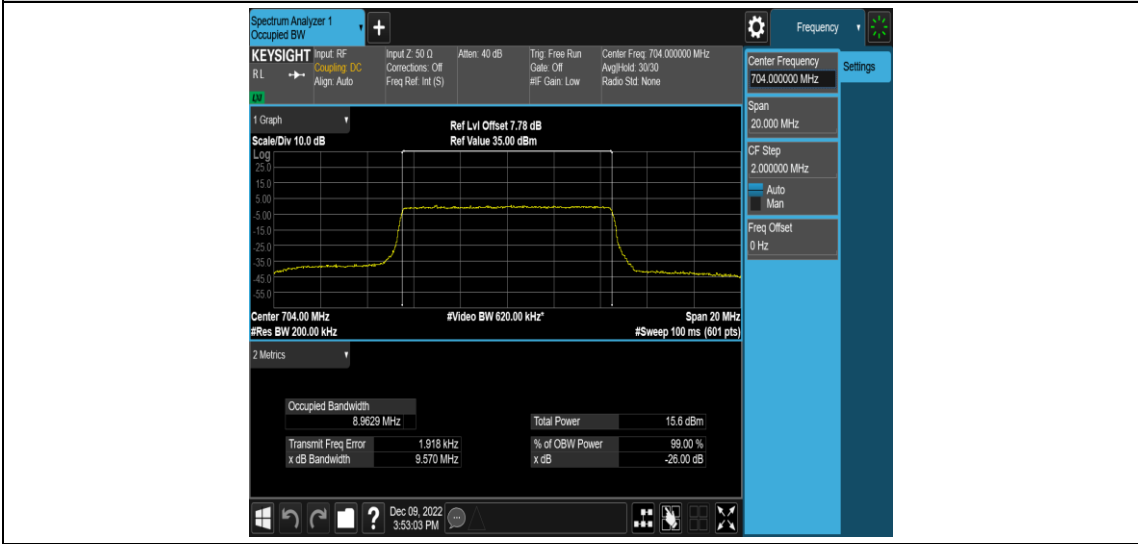 Spectrum Analyzer 1
Occupied BW
+
Frequency
KEYSIGHT
RL
LXI
Input: RF
Coupling: DC
Align: Auto
Input Z: 50 Ω
Corrections: Off
Freq Ref: Int (S)
Atten: 40 dB
Trig: Free Run
Gate: Off
#IF Gain: Low
Center Freq: 704.000000 MHz
Avg|Hold: 30/30
Radio Std: None
Center Frequency
704.000000 MHz
Settings
Span
20.000 MHz
CF Step
2.000000 MHz
Auto
Man
Freq Offset
0 Hz
1 Graph
Scale/Div 10.0 dB
Ref Lvl Offset 7.78 dB
Ref Value 35.00 dBm
Log
25.0
15.0
5.00
-5.00
-15.0
-25.0
-35.0
-45.0
-55.0
Center 704.00 MHz
#Video BW 620.00 kHz*
Span 20 MHz
#Res BW 200.00 kHz
#Sweep 100 ms (601 pts)
2 Metrics
Occupied Bandwidth
8.9629 MHz
Total Power 15.6 dBm
Transmit Freq Error 1.918 kHz
% of OBW Power 99.00 %
x dB Bandwidth 9.570 MHz
x dB -26.00 dB
?
Dec 09, 2022
3:53:03 PM